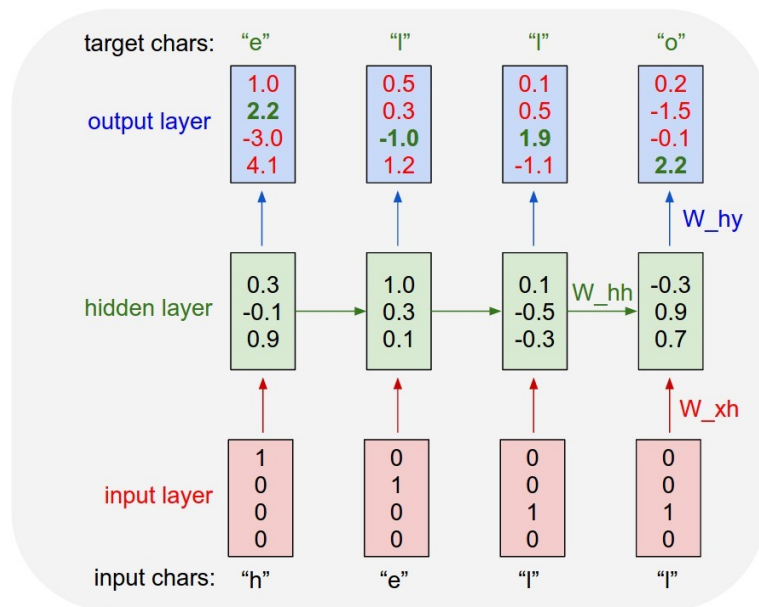 target chars: “e” “l” “l” “o”
1.0 0.5 0.1 0.2
2.2 0.3 0.5 -1.5
output layer
-3.0 -1.0 1.9 -0.1
4.1 1.2 -1.1 2.2
W_hy
0.3 1.0 0.1 -0.3
W_hh
hidden layer -0.1 0.3 -0.5 0.9
0.9 0.1 -0.3 0.7
W_xh
1 0 0 0
0 1 0 0
input layer
0 0 1 1
0 0 0 0
input chars: “h” “e” “l” “l”